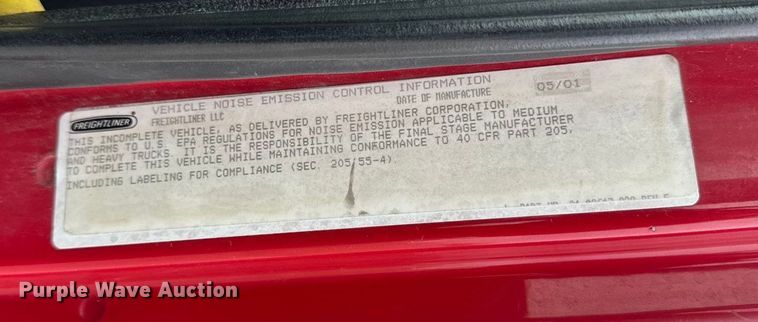 FREIGHTLINER
VEHICLE NOISE EMISSION CONTROL INFORMATION
FREIGHTLINER LLC
DATE OF MANUFACTURE
05/01
THIS INCOMPLETE VEHICLE, AS DELIVERED BY FREIGHTLINER CORPORATION,
CONFORMS TO U.S. EPA REGULATIONS FOR NOISE EMISSION APPLICABLE TO MEDIUM
AND HEAVY TRUCKS. IT IS THE RESPONSIBILITY OF THE FINAL STAGE MANUFACTURER
TO COMPLETE THIS VEHICLE WHILE MAINTAINING CONFORMANCE TO 40 CFR PART 205,
INCLUDING LABELING FOR COMPLIANCE (SEC. 205/55-4).
PART NO.
Purple Wave Auction